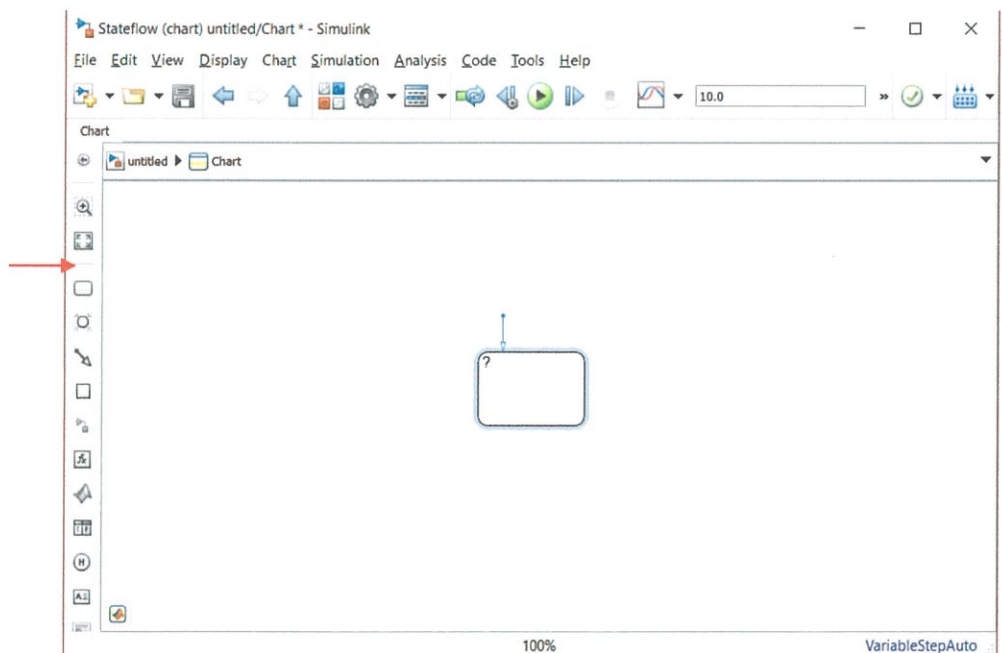 Stateflow (chart) untitled/Chart * - Simulink
File Edit View Display Chart Simulation Analysis Code Tools Help
10.0 »
Chart
untitled Chart
?
fx
H
A≡
100% VariableStepAuto